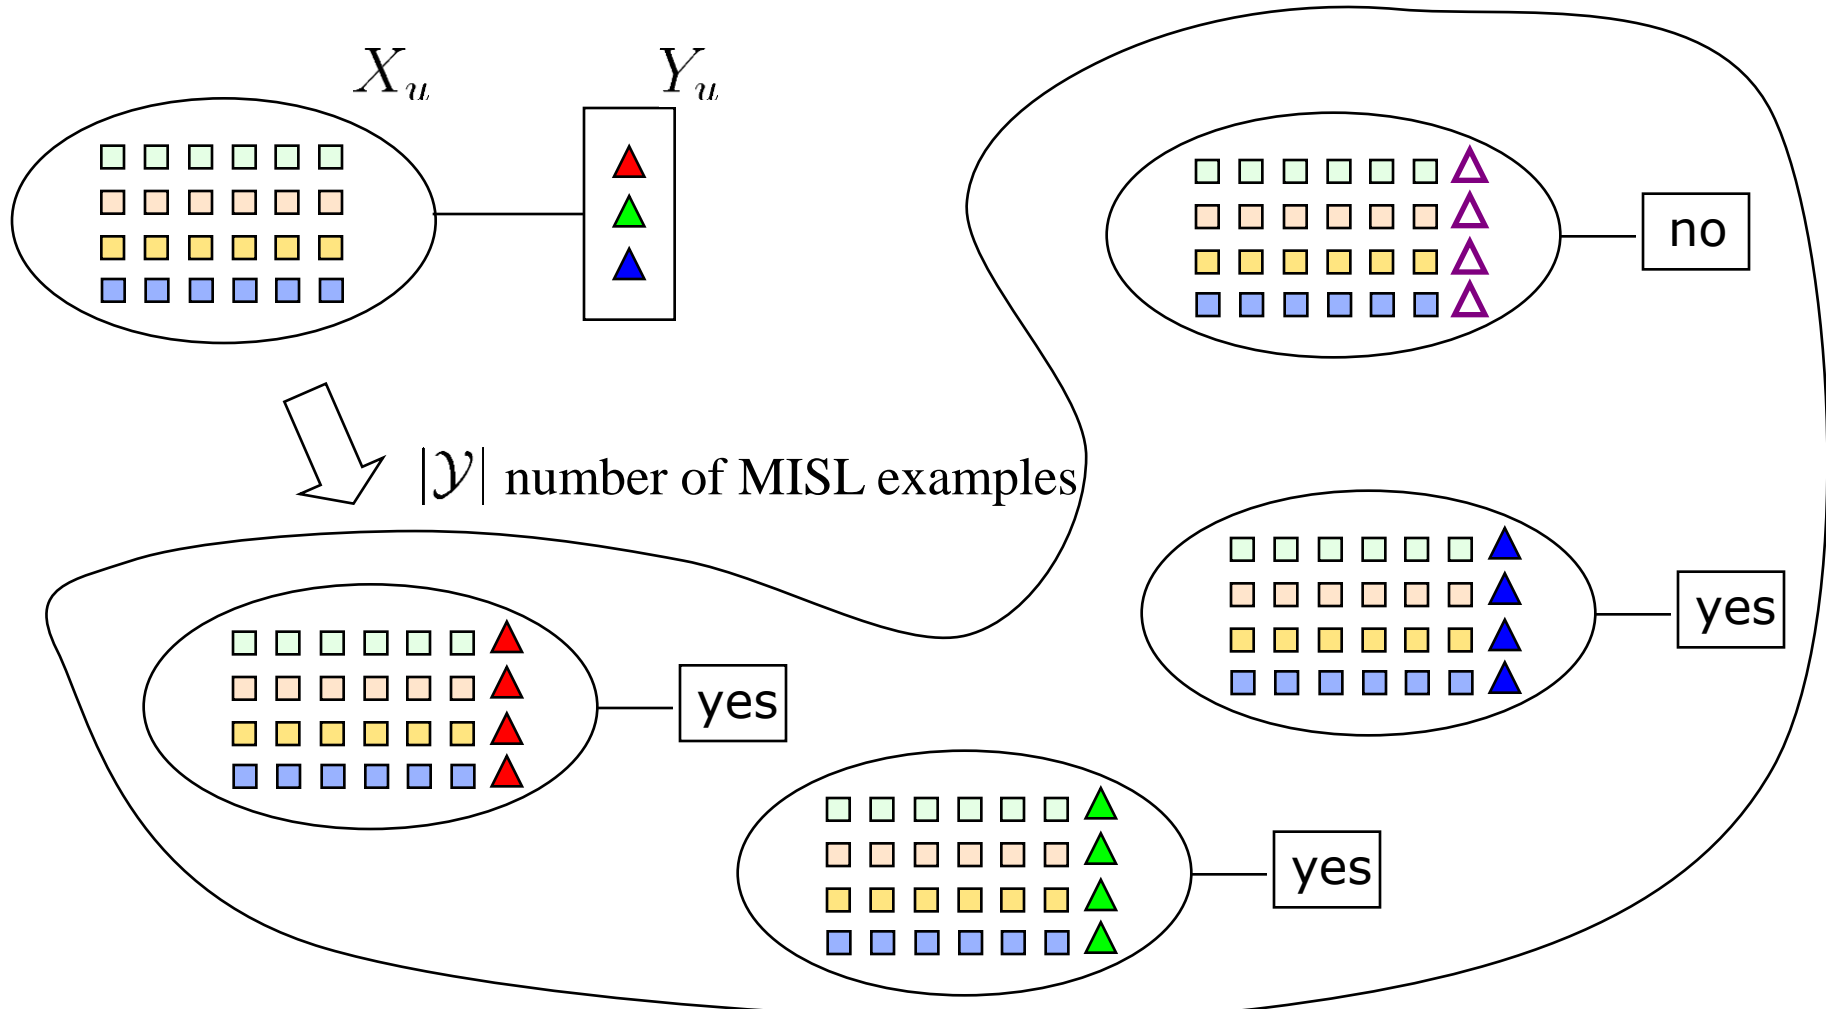 X_u
Y_u
no
|𝒴| number of MISL examples
yes
yes
yes